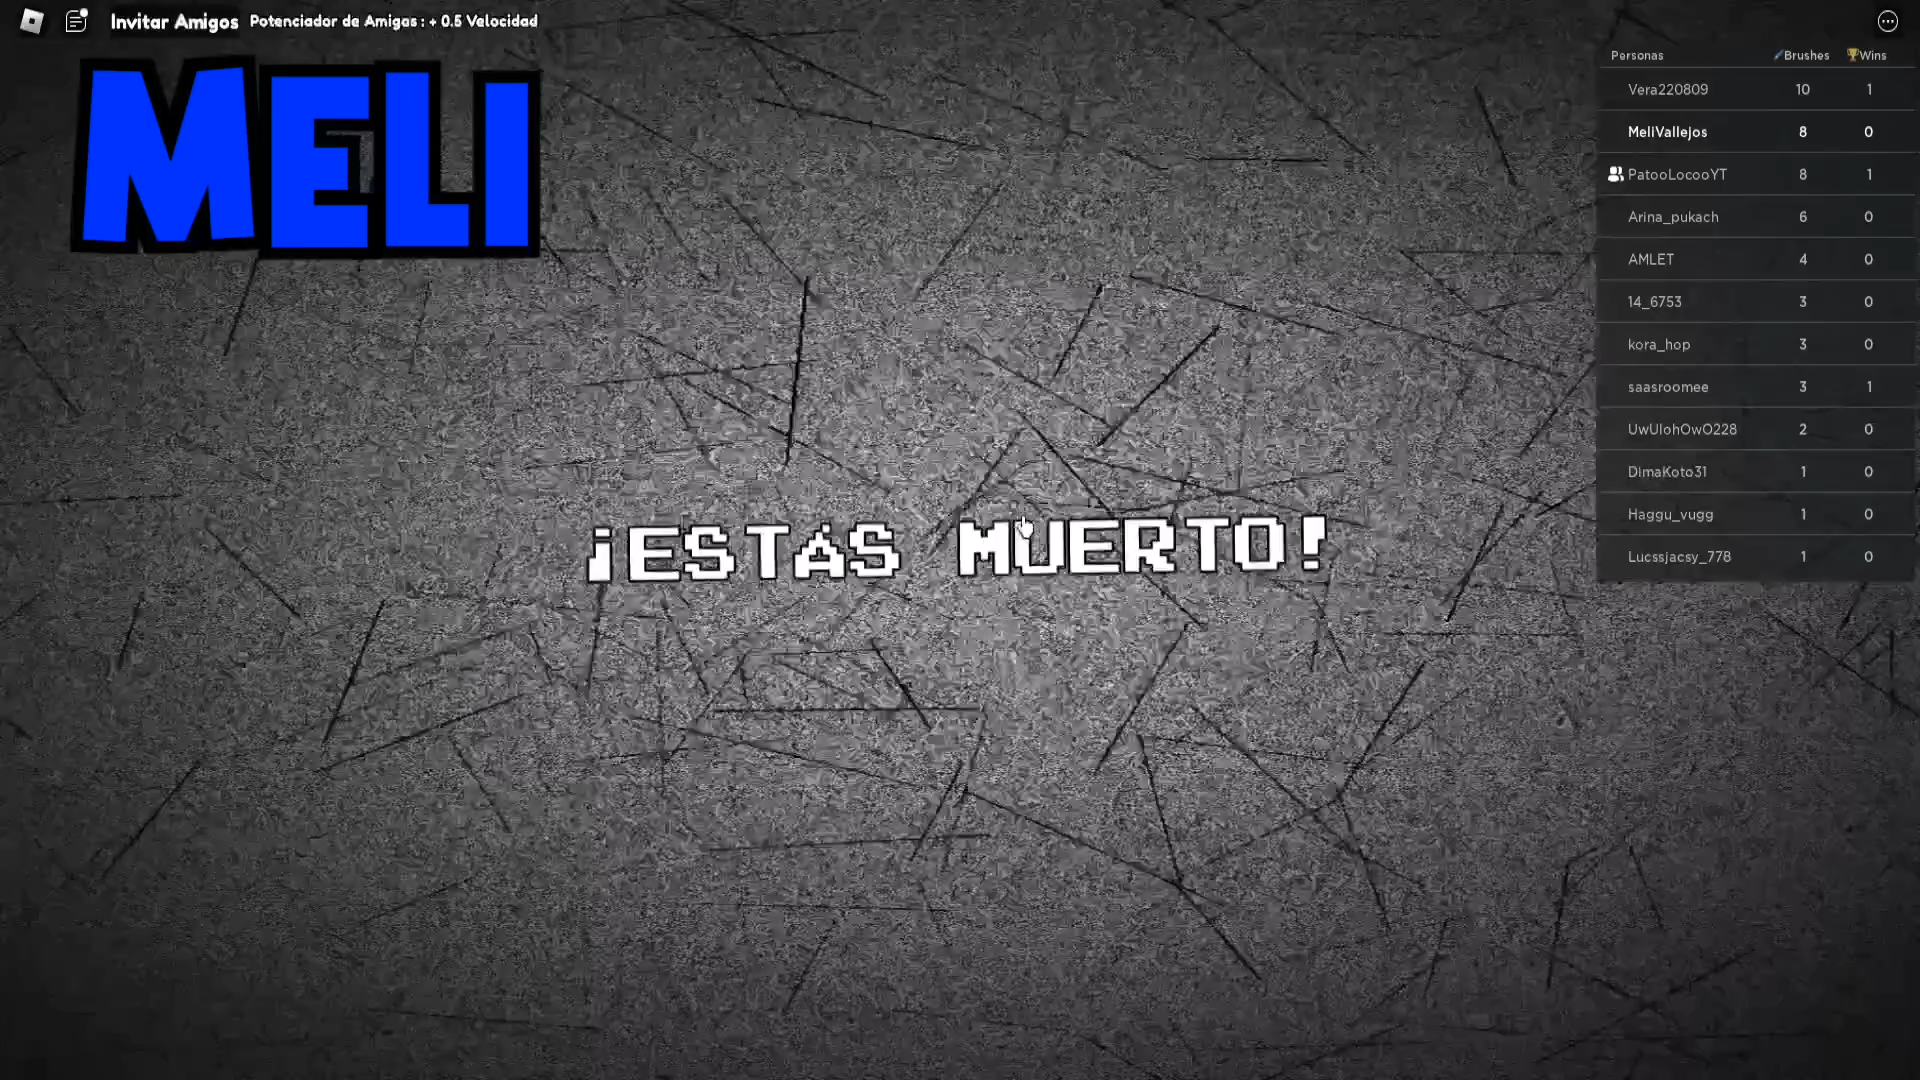 Invitar Amigos Potenciador de Amigos : + 0.5 Velocidad
MELI
Personas Brushes Wins
Vera220809 10 1
MeliVallejos 8 0
PatooLocooYT 8 1
Arina_pukach 6 0
AMLET 4 0
14_6753 3 0
kora_hop 3 0
saasroomee 3 1
UwUlohOwO228 2 0
DimaKoto31 1 0
Haggu_vugg 1 0
Lucssjacsy_778 1 0
¡ESTÁS MUERTO!